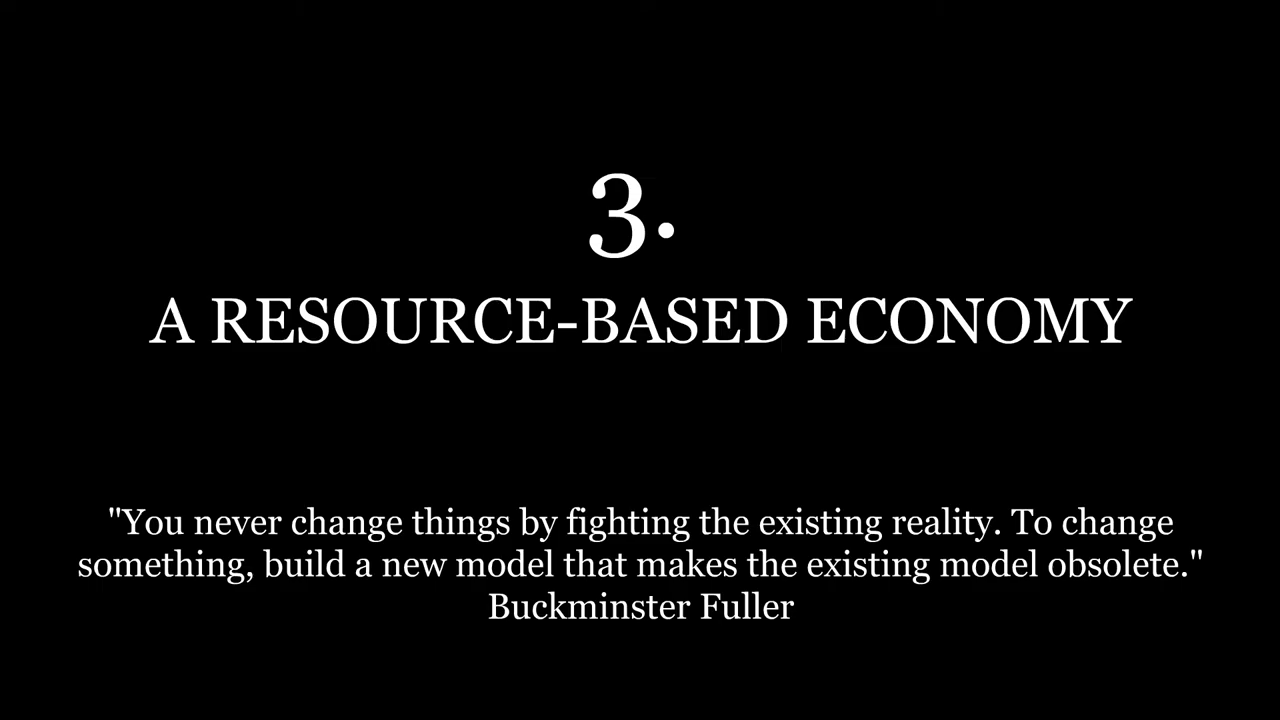 3.
A RESOURCE-BASED ECONOMY
"You never change things by fighting the existing reality. To change
something, build a new model that makes the existing model obsolete."
Buckminster Fuller